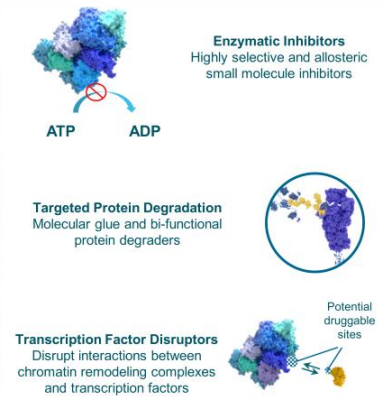 Enzymatic Inhibitors
Highly selective and allosteric
small molecule inhibitors
ATP
ADP
Targeted Protein Degradation
Molecular glue and bi-functional
protein degraders
Potential
druggable
sites
Transcription Factor Disruptors
Disrupt interactions between
chromatin remodeling complexes
and transcription factors